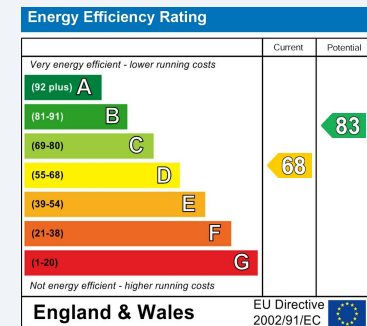 Energy Efficiency Rating
Current Potential
Very energy efficient - lower running costs
(92 plus) A
(81-91) B
83
(69-80) C
68
(55-68) D
(39-54) E
(21-38) F
(1-20) G
Not energy efficient - higher running costs
England & Wales
EU Directive
2002/91/EC